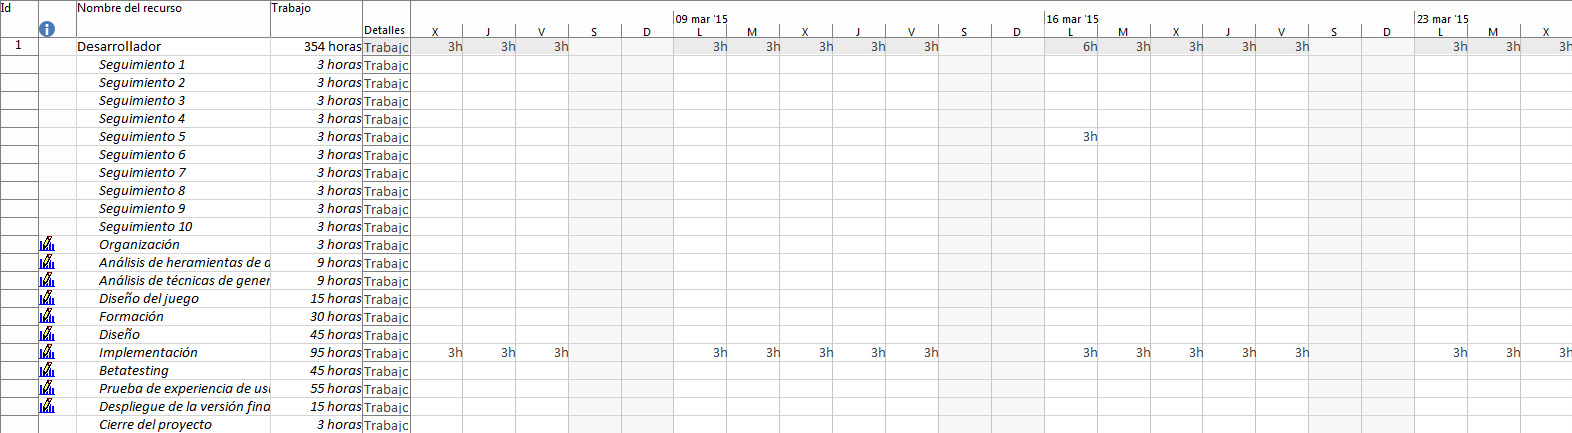 Id Nombre del recurso Trabajo Detalles 09 mar '15 16 mar '15 23 mar '15
X J V S D L M X J V S D L M X J V S D L M X
1 Desarrollador 354 horas Trabajc 3h 3h 3h 3h 3h 3h 3h 3h 6h 3h 3h 3h 3h 3h 3h 3h
Seguimiento 1 3 horas Trabajc
Seguimiento 2 3 horas Trabajc
Seguimiento 3 3 horas Trabajc
Seguimiento 4 3 horas Trabajc
Seguimiento 5 3 horas Trabajc 3h
Seguimiento 6 3 horas Trabajc
Seguimiento 7 3 horas Trabajc
Seguimiento 8 3 horas Trabajc
Seguimiento 9 3 horas Trabajc
Seguimiento 10 3 horas Trabajc
Organización 3 horas Trabajc
Análisis de heramientas de d 9 horas Trabajc
Análisis de técnicas de gener 9 horas Trabajc
Diseño del juego 15 horas Trabajc
Formación 30 horas Trabajc
Diseño 45 horas Trabajc
Implementación 95 horas Trabajc 3h 3h 3h 3h 3h 3h 3h 3h 3h 3h 3h 3h 3h 3h 3h 3h
Betatesting 45 horas Trabajc
Prueba de experiencia de usu 55 horas Trabajc
Despliegue de la versión fina 15 horas Trabajc
Cierre del proyecto 3 horas Trabajc